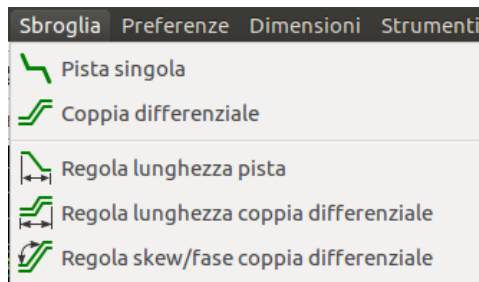 Sbroglia Preferenze Dimensioni Strumenti
Pista singola
Coppia differenziale
Regola lunghezza pista
Regola lunghezza coppia differenziale
Regola skew/fase coppia differenziale